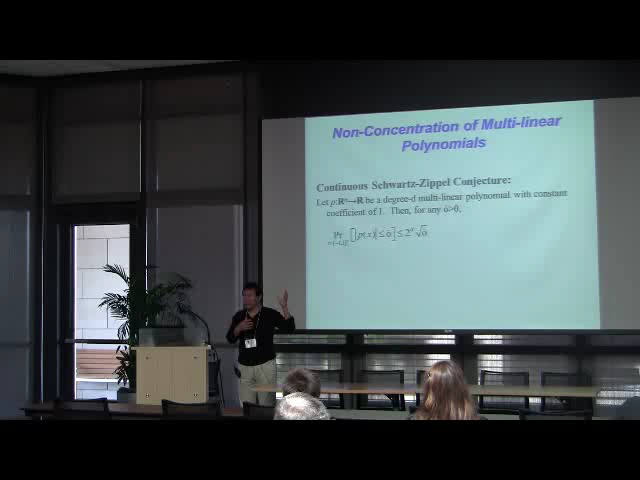 Non-Concentration of Multi-linear
Polynomials
Continuous Schwartz-Zippel Conjecture:
Let p:Rⁿ→R be a degree-d multi-linear polynomial with constant
coefficient of 1. Then, for any δ>0,
Pr [|p(x)| ≤ δ] ≤ 2ᵈ √δ